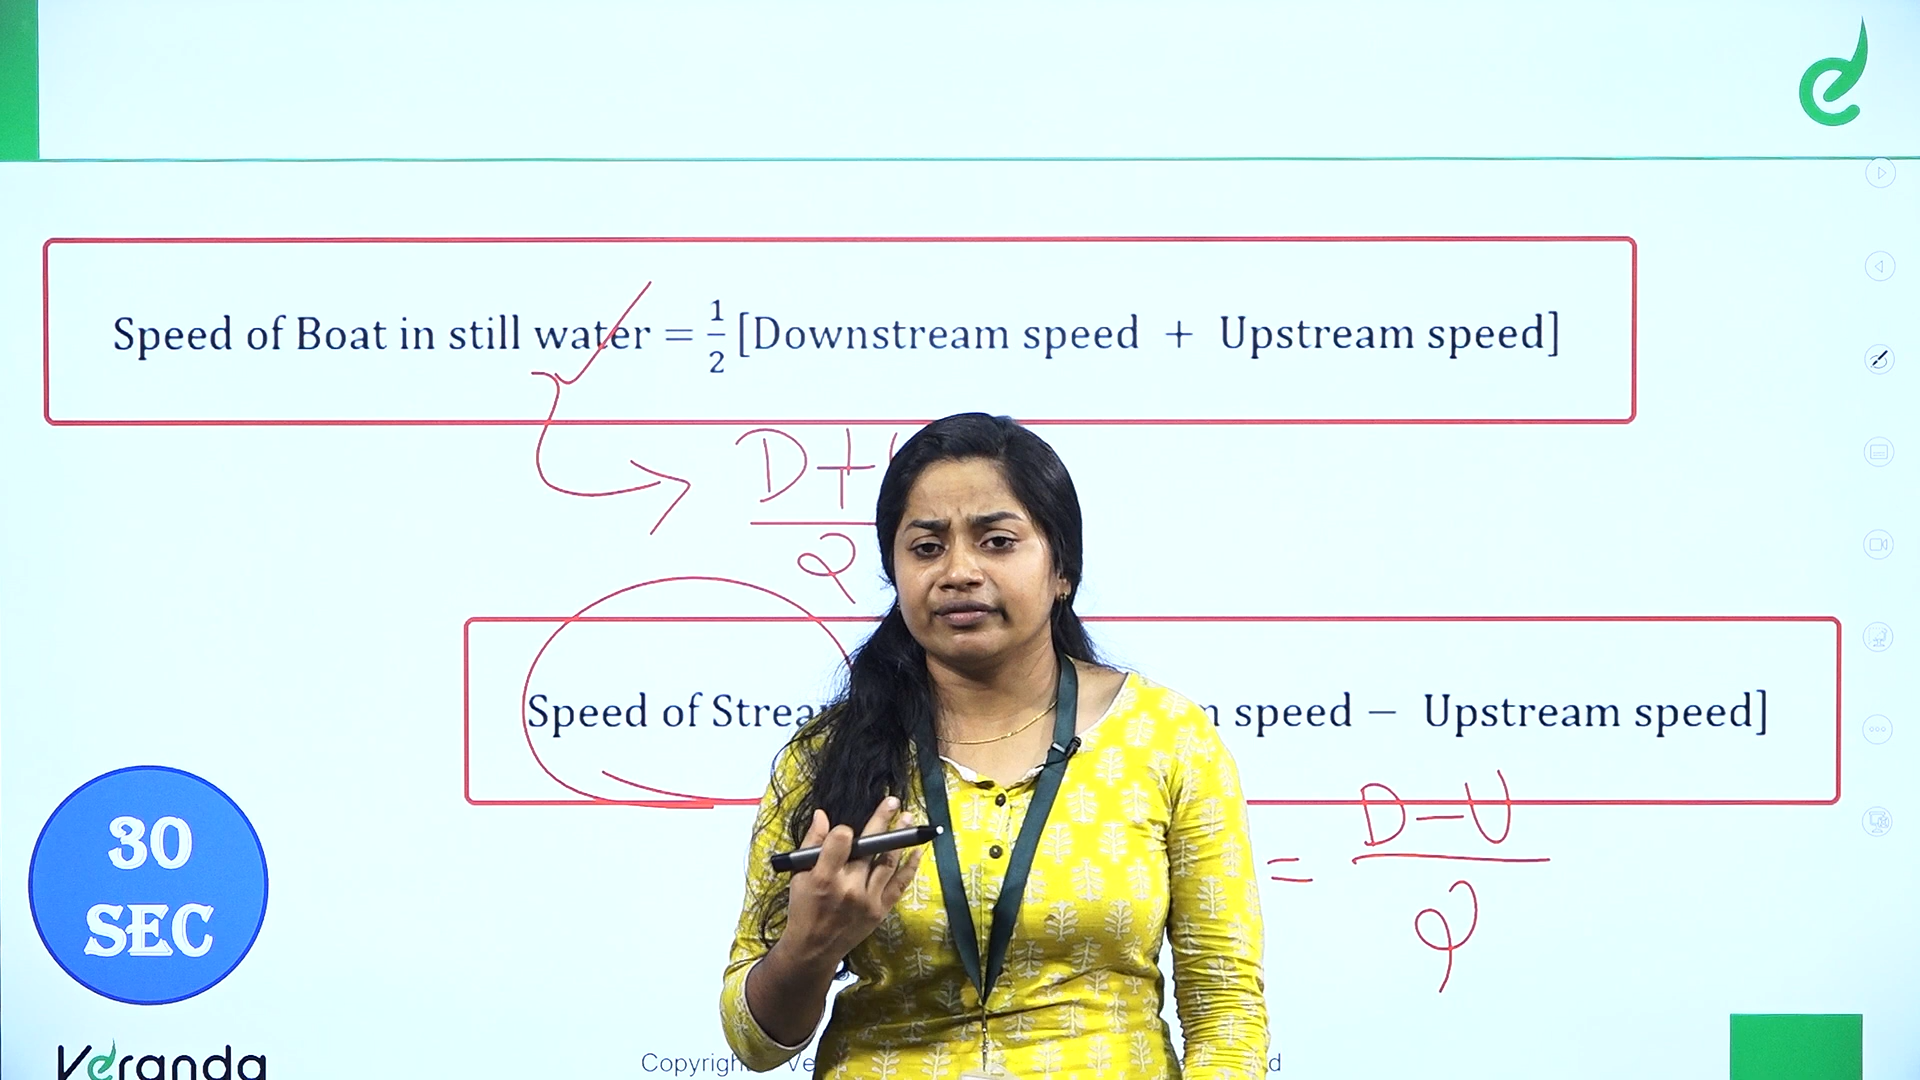 Speed of Boat in still water = 1/2 [Downstream speed + Upstream speed]
D+
2
Speed of speed − Upstream speed]
= D−U
2
30
SEC
Veranda